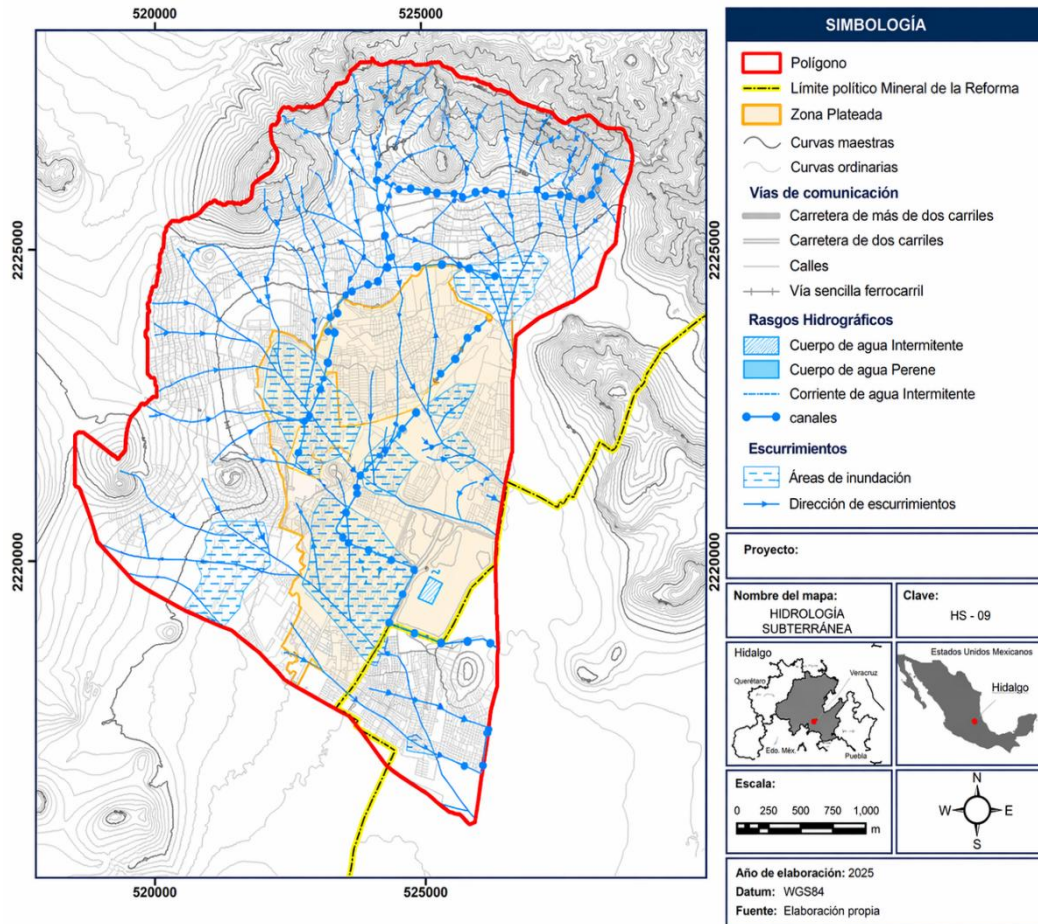 520000
525000
2225000
2220000
2225000
2220000
520000
525000
SIMBOLOGÍA
Polígono
Límite político Mineral de la Reforma
Zona Plateada
Curvas maestras
Curvas ordinarias
Vías de comunicación
Carretera de más de dos carriles
Carretera de dos carriles
Calles
Vía sencilla ferrocarril
Rasgos Hidrográficos
Cuerpo de agua Intermitente
Cuerpo de agua Perene
Corriente de agua Intermitente
canales
Escurrimientos
Áreas de inundación
Dirección de escurrimientos
Proyecto:
Nombre del mapa:
HIDROLOGÍA
SUBTERRÁNEA
Clave:
HS - 09
Hidalgo
Querétaro
Veracruz
Edo. Méx.
Puebla
Estados Unidos Mexicanos
Hidalgo
Escala:
0 250 500 750 1,000
m
N
W E
S
Año de elaboración: 2025
Datum: WGS84
Fuente: Elaboración propia